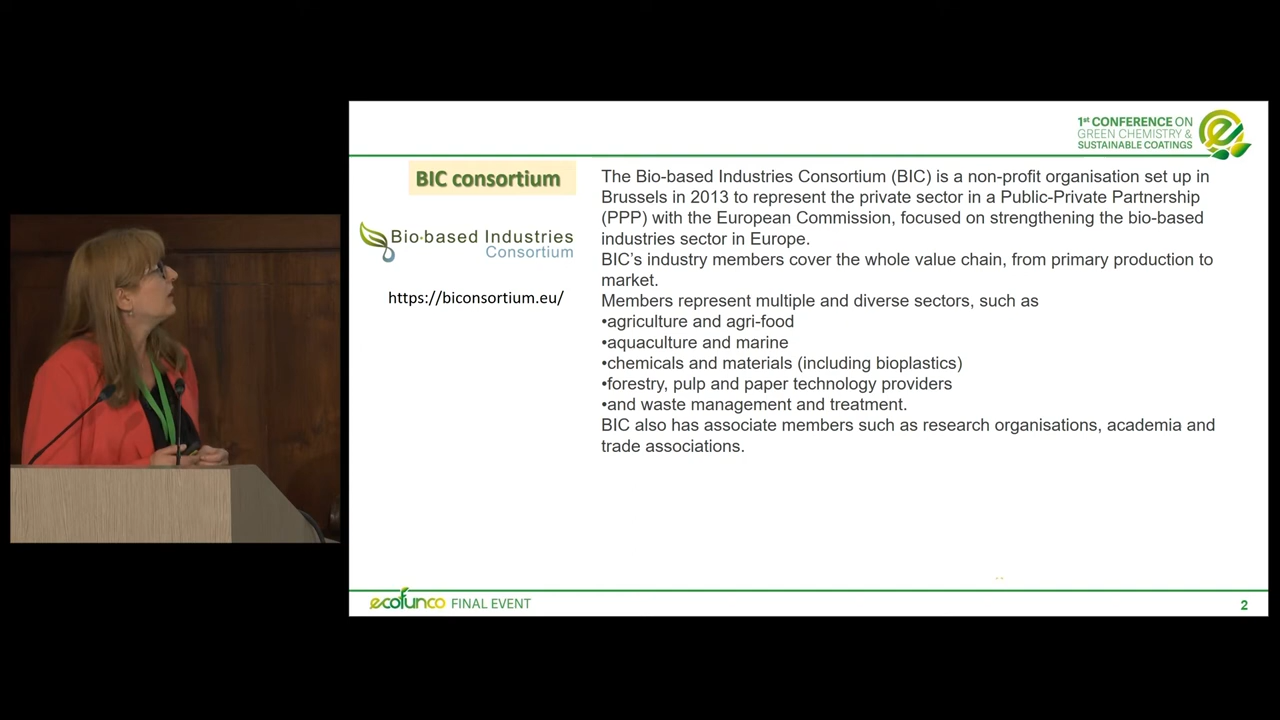 1st CONFERENCE ON
GREEN CHEMISTRY &
SUSTAINABLE COATINGS
BIC consortium
Bio-based Industries
Consortium
https://biconsortium.eu/
The Bio-based Industries Consortium (BIC) is a non-profit organisation set up in
Brussels in 2013 to represent the private sector in a Public-Private Partnership
(PPP) with the European Commission, focused on strengthening the bio-based
industries sector in Europe.
BIC’s industry members cover the whole value chain, from primary production to
market.
Members represent multiple and diverse sectors, such as
•agriculture and agri-food
•aquaculture and marine
•chemicals and materials (including bioplastics)
•forestry, pulp and paper technology providers
•and waste management and treatment.
BIC also has associate members such as research organisations, academia and
trade associations.
ecofunco FINAL EVENT
2